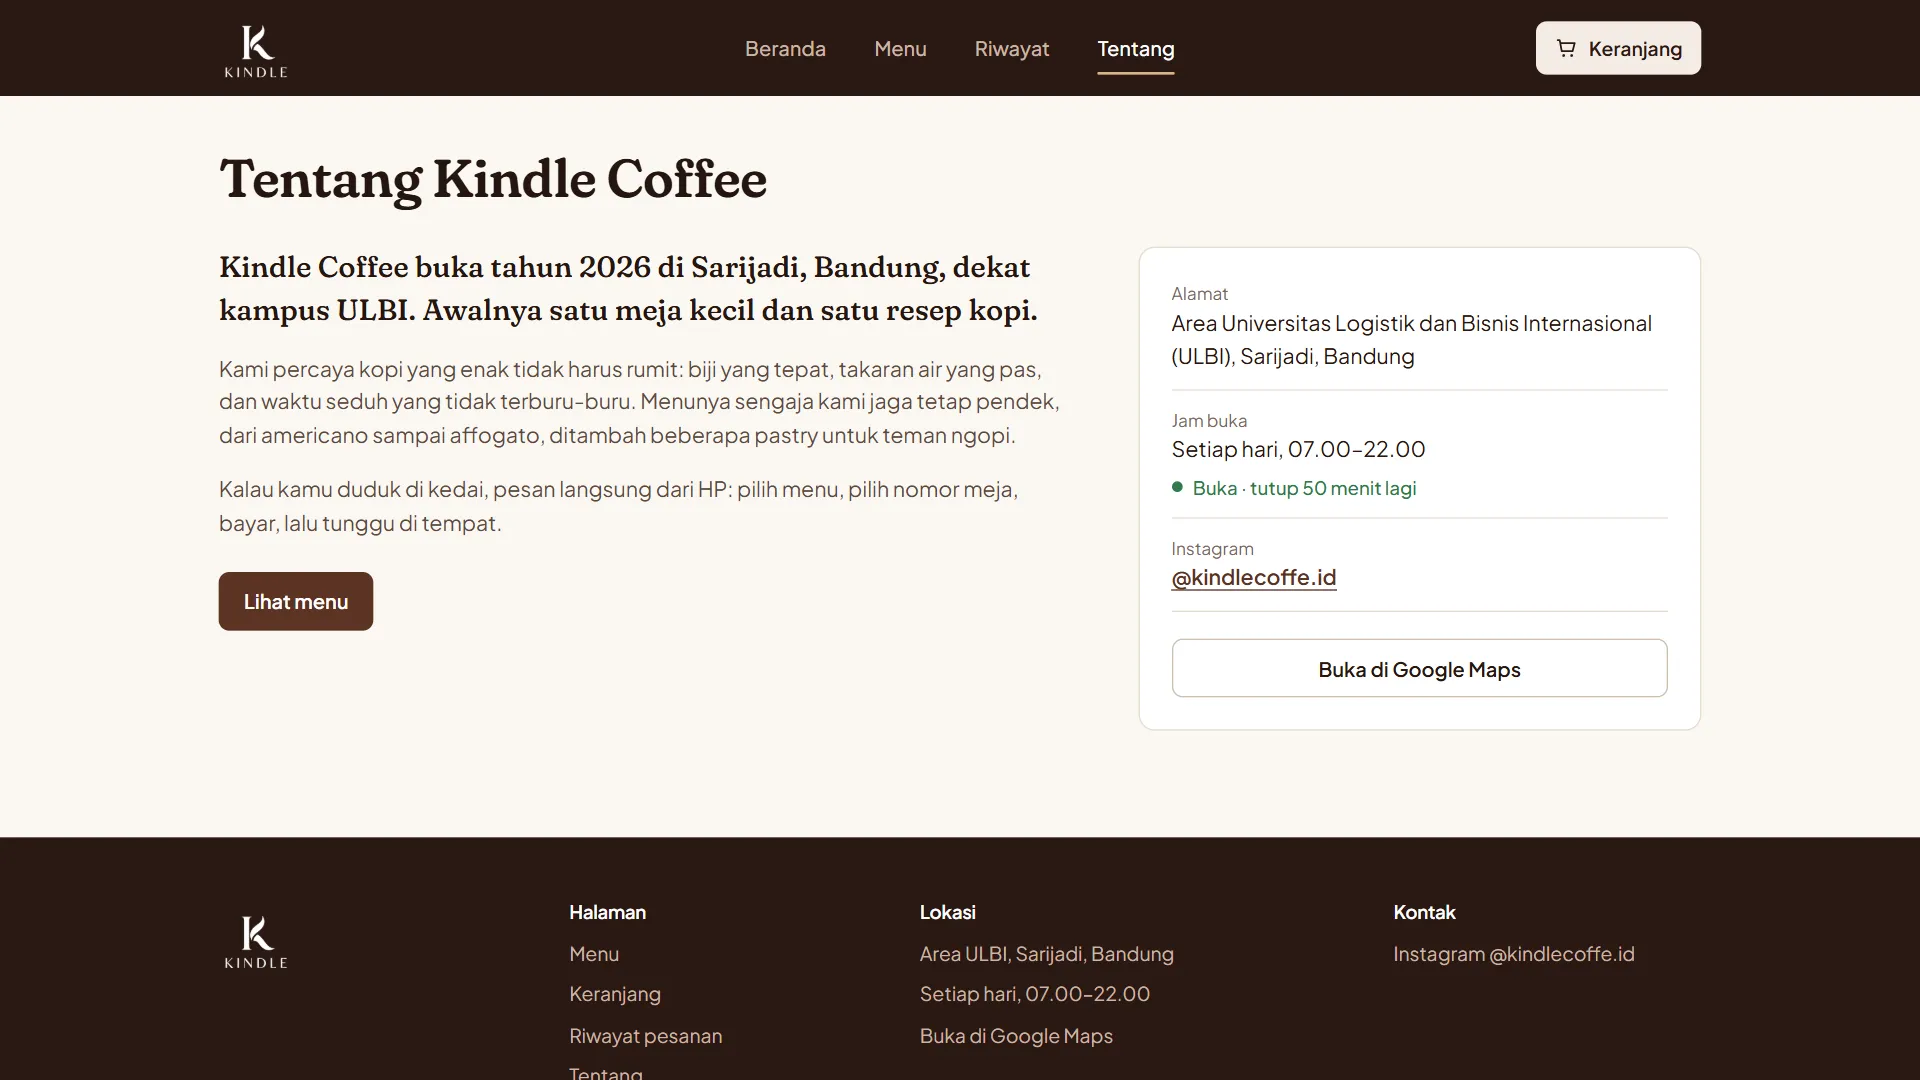 K
KINDLE
Beranda
Menu
Riwayat
Tentang
Keranjang
Tentang Kindle Coffee
Kindle Coffee buka tahun 2026 di Sarijadi, Bandung, dekat
kampus ULBI. Awalnya satu meja kecil dan satu resep kopi.
Kami percaya kopi yang enak tidak harus rumit: biji yang tepat, takaran air yang pas,
dan waktu seduh yang tidak terburu-buru. Menunya sengaja kami jaga tetap pendek,
dari americano sampai affogato, ditambah beberapa pastry untuk teman ngopi.
Kalau kamu duduk di kedai, pesan langsung dari HP: pilih menu, pilih nomor meja,
bayar, lalu tunggu di tempat.
Lihat menu
Alamat
Area Universitas Logistik dan Bisnis Internasional
(ULBI), Sarijadi, Bandung
Jam buka
Setiap hari, 07.00–22.00
Buka · tutup 50 menit lagi
Instagram
@kindlecoffe.id
Buka di Google Maps
K
KINDLE
Halaman
Menu
Keranjang
Riwayat pesanan
Tentang
Lokasi
Area ULBI, Sarijadi, Bandung
Setiap hari, 07.00–22.00
Buka di Google Maps
Kontak
Instagram @kindlecoffe.id